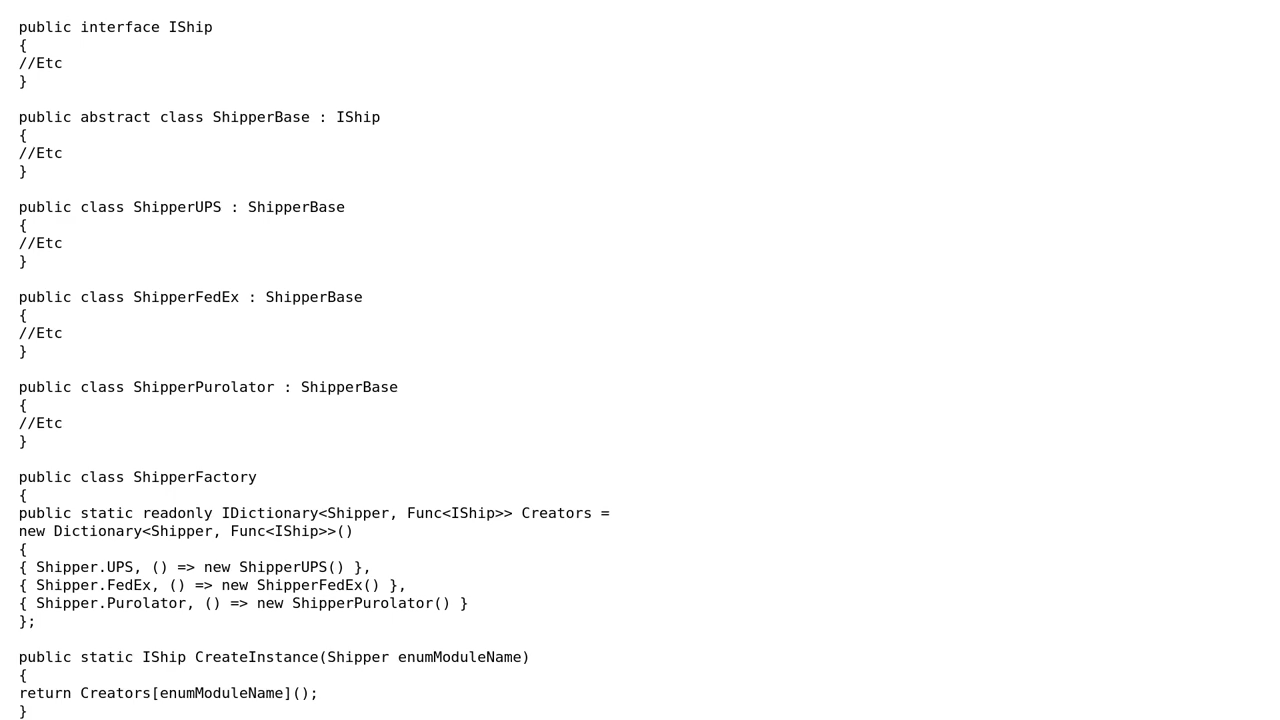 public interface IShip
{
//Etc
}

public abstract class ShipperBase : IShip
{
//Etc
}

public class ShipperUPS : ShipperBase
{
//Etc
}

public class ShipperFedEx : ShipperBase
{
//Etc
}

public class ShipperPurolator : ShipperBase
{
//Etc
}

public class ShipperFactory
{
public static readonly IDictionary<Shipper, Func<IShip>> Creators =
new Dictionary<Shipper, Func<IShip>>()
{
{ Shipper.UPS, () => new ShipperUPS() },
{ Shipper.FedEx, () => new ShipperFedEx() },
{ Shipper.Purolator, () => new ShipperPurolator() }
};

public static IShip CreateInstance(Shipper enumModuleName)
{
return Creators[enumModuleName]();
}